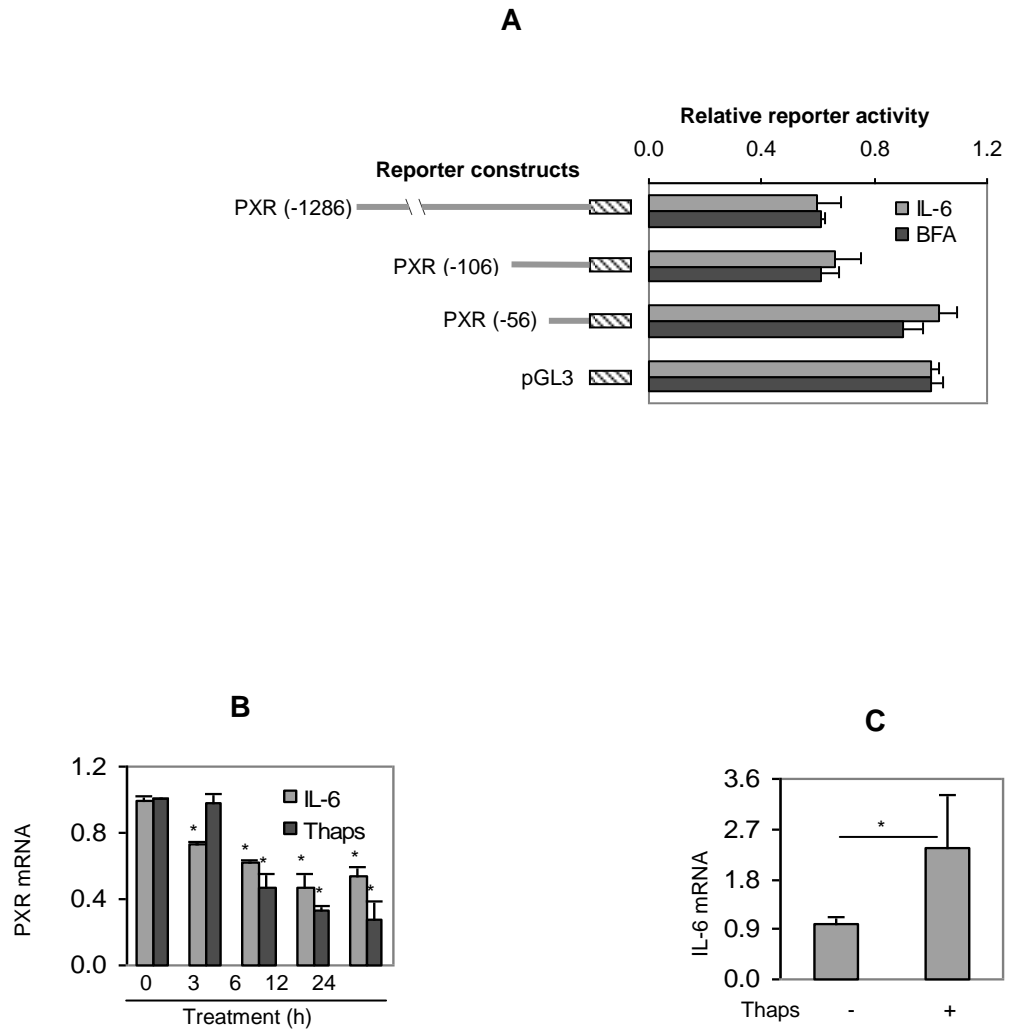 A
Relative reporter activity
0.0 0.4 0.8 1.2
Reporter constructs
PXR (-1286)
IL-6
BFA
PXR (-106)
PXR (-56)
pGL3
B
1.2
0.8
0.4
0.0
PXR mRNA
IL-6
Thaps
* * * * * * *
0 3 6 12 24
Treatment (h)
C
3.6
2.7
1.8
0.9
0.0
IL-6 mRNA
*
Thaps - +